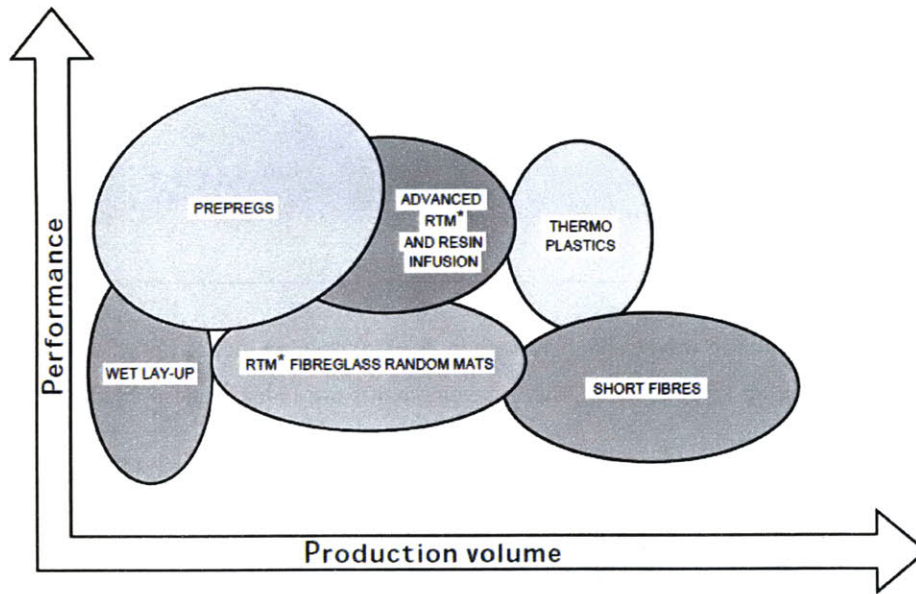 Performance
PREPREGS
ADVANCED
RTM*
AND RESIN
INFUSION
THERMO
PLASTICS
WET LAY-UP
RTM* FIBREGLASS RANDOM MATS
SHORT FIBRES
Production volume